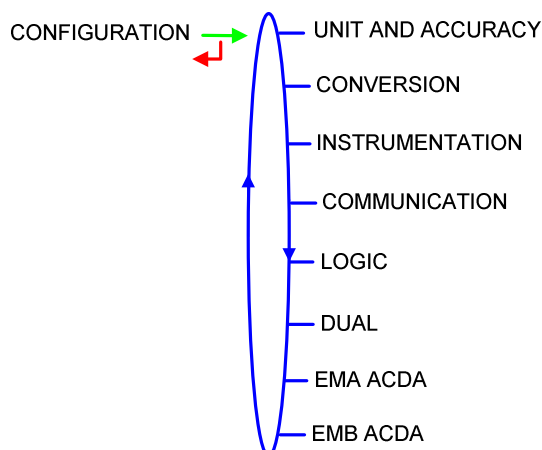 CONFIGURATION
UNIT AND ACCURACY
CONVERSION
INSTRUMENTATION
COMMUNICATION
LOGIC
DUAL
EMA ACDA
EMB ACDA